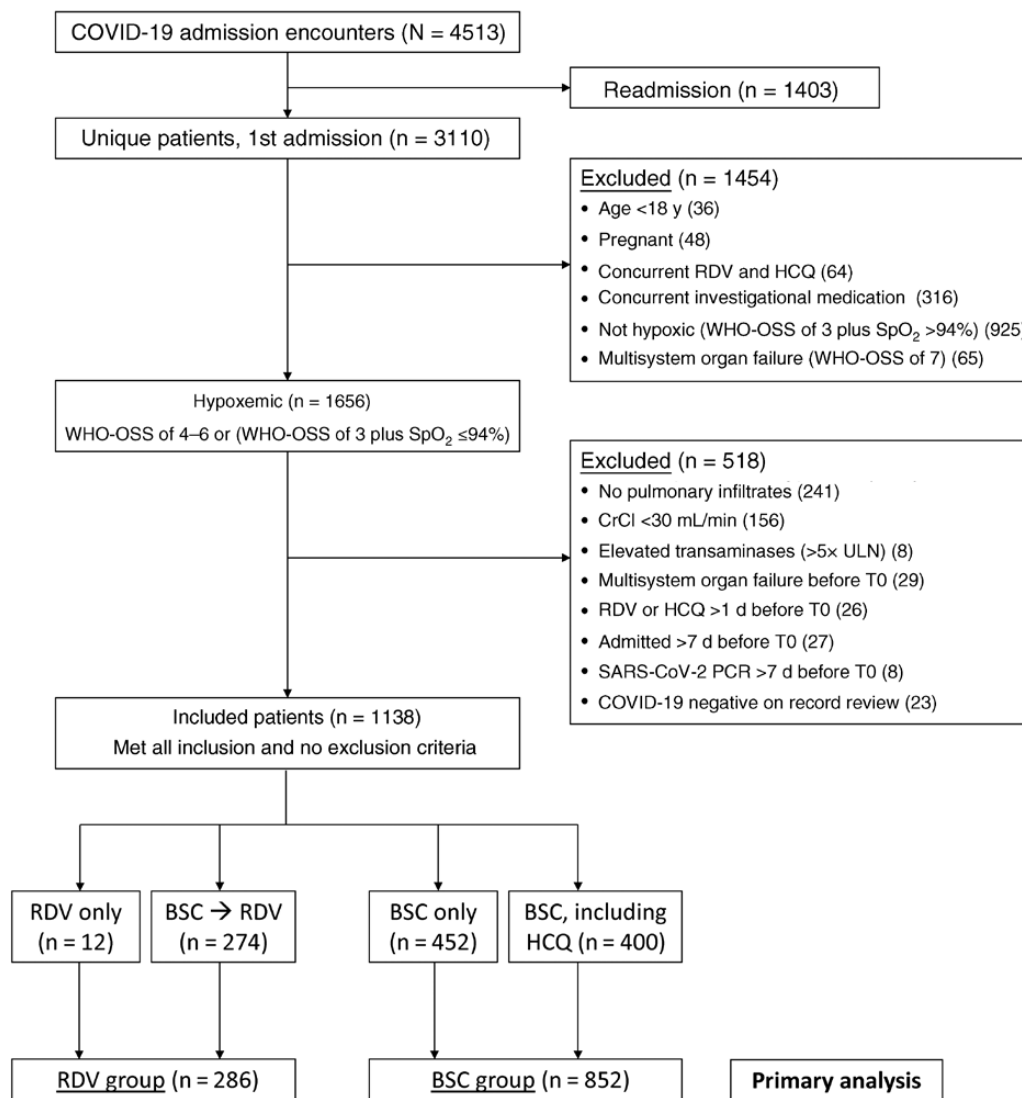 COVID-19 admission encounters (N = 4513)
Readmission (n = 1403)
Unique patients, 1st admission (n = 3110)
Excluded (n = 1454)
• Age <18 y (36)
• Pregnant (48)
• Concurrent RDV and HCQ (64)
• Concurrent investigational medication (316)
• Not hypoxic (WHO-OSS of 3 plus SpO₂ >94%) (925)
• Multisystem organ failure (WHO-OSS of 7) (65)
Hypoxemic (n = 1656)
WHO-OSS of 4–6 or (WHO-OSS of 3 plus SpO₂ ≤94%)
Excluded (n = 518)
• No pulmonary infiltrates (241)
• CrCl <30 mL/min (156)
• Elevated transaminases (>5× ULN) (8)
• Multisystem organ failure before T0 (29)
• RDV or HCQ >1 d before T0 (26)
• Admitted >7 d before T0 (27)
• SARS-CoV-2 PCR >7 d before T0 (8)
• COVID-19 negative on record review (23)
Included patients (n = 1138)
Met all inclusion and no exclusion criteria
RDV only
(n = 12)
BSC → RDV
(n = 274)
BSC only
(n = 452)
BSC, including
HCQ (n = 400)
RDV group (n = 286)
BSC group (n = 852)
Primary analysis